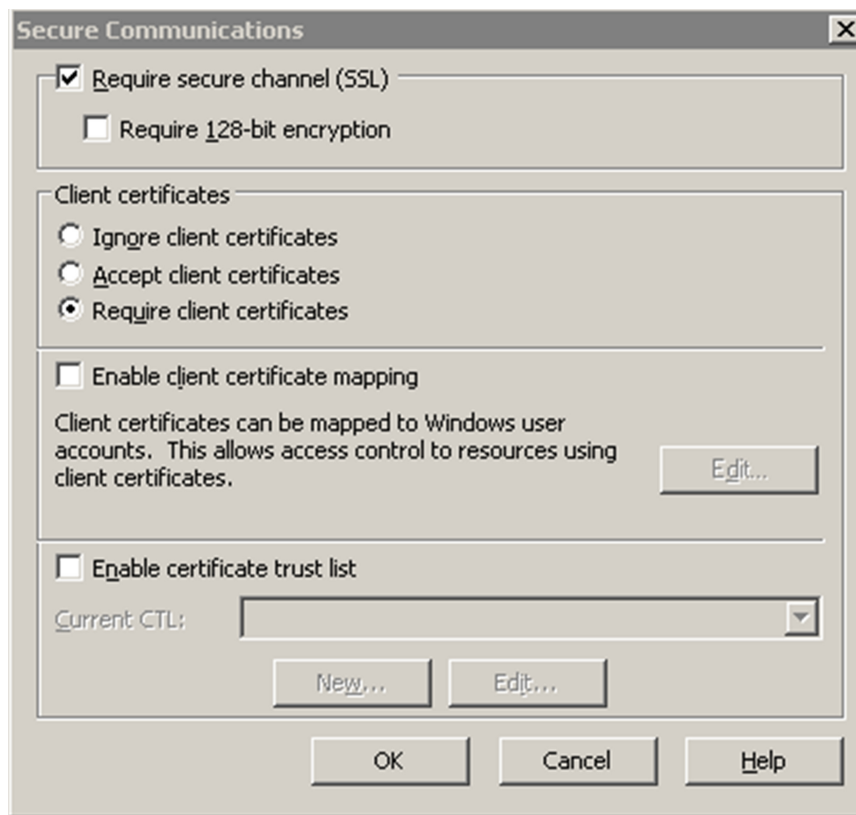 Secure Communications
Require secure channel (SSL)
Require 128-bit encryption
Client certificates
Ignore client certificates
Accept client certificates
Require client certificates
Enable client certificate mapping
Client certificates can be mapped to Windows user
accounts.  This allows access control to resources using
client certificates.
Edit...
Enable certificate trust list
Current CTL:
New...
Edit...
OK
Cancel
Help